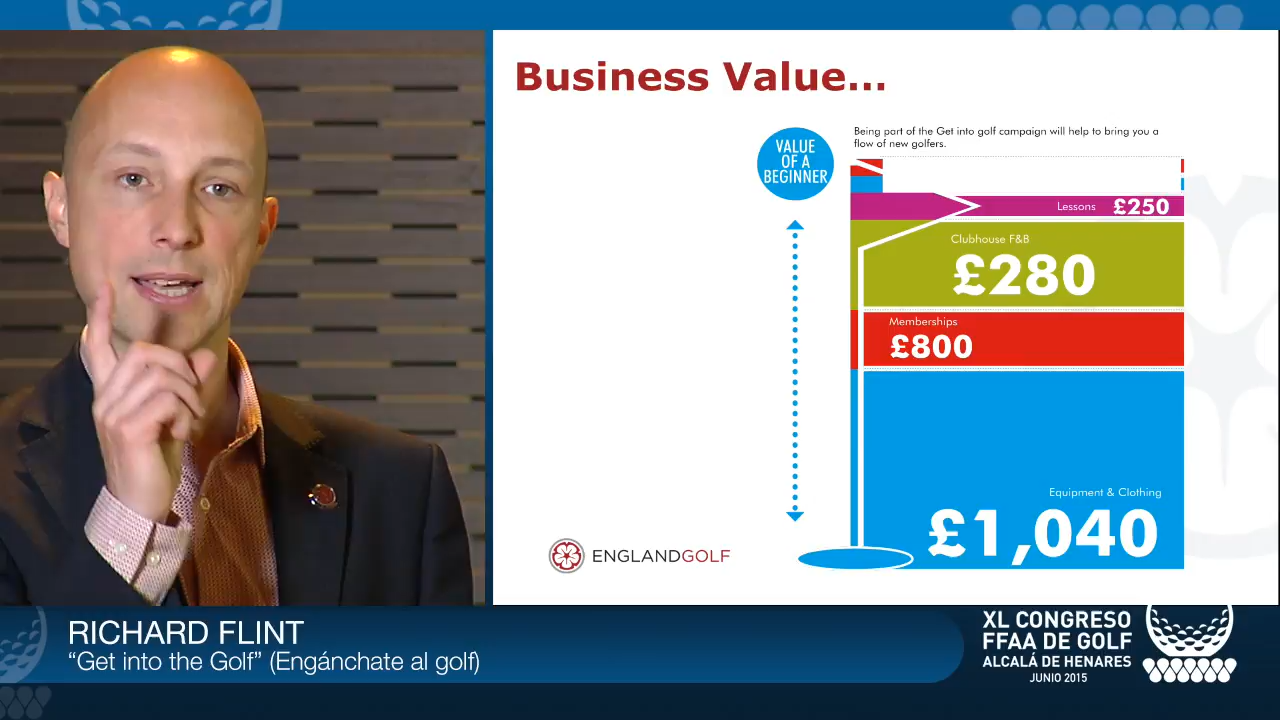 Business Value...
VALUE
OF A
BEGINNER
Being part of the Get into golf campaign will help to bring you a
flow of new golfers.
Lessons £250
Clubhouse F&B
£280
Memberships
£800
Equipment & Clothing
£1,040
ENGLANDGOLF
RICHARD FLINT
“Get into the Golf” (Engánchate al golf)
XL CONGRESO
FFAA DE GOLF
ALCALÁ DE HENARES
JUNIO 2015